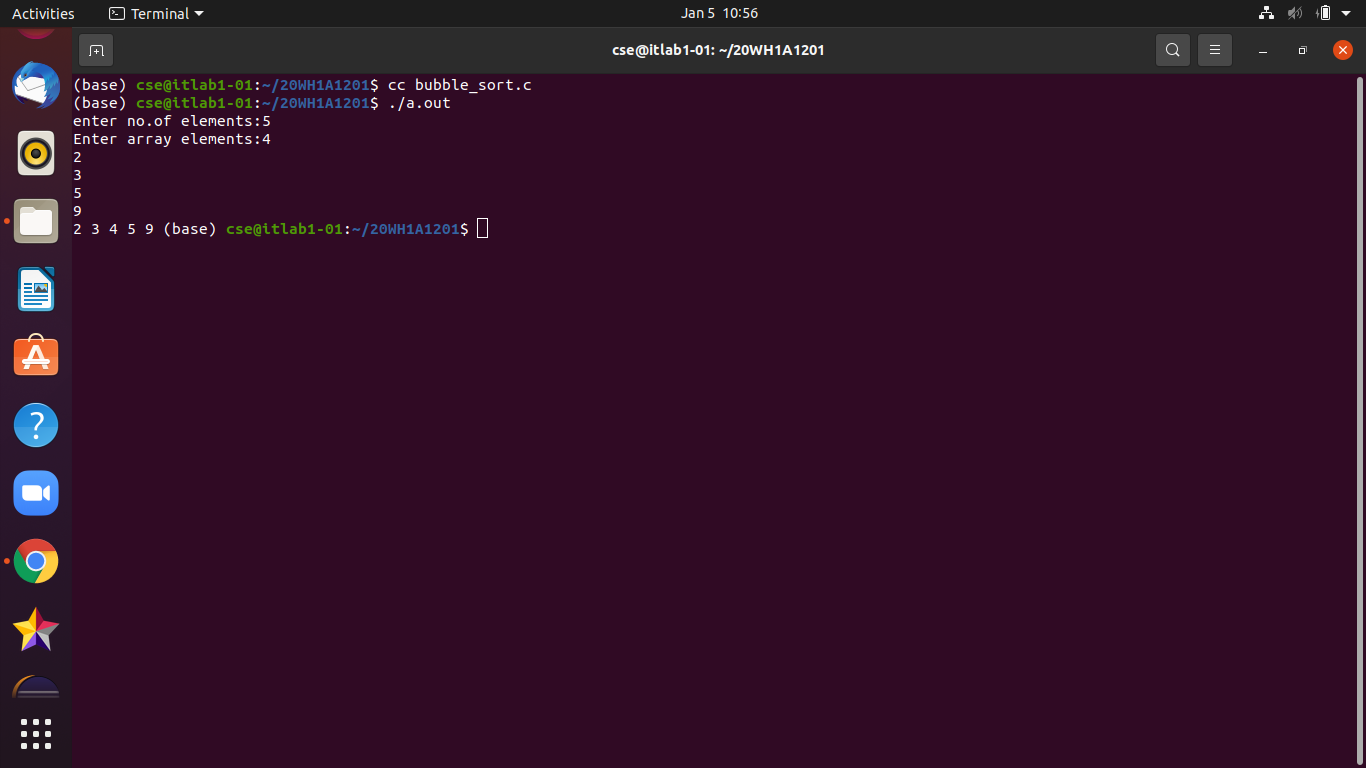 Activities Terminal Jan 5 10:56
cse@itlab1-01: ~/20WH1A1201
(base) cse@itlab1-01:~/20WH1A1201$ cc bubble_sort.c
(base) cse@itlab1-01:~/20WH1A1201$ ./a.out
enter no.of elements:5
Enter array elements:4
2
3
5
9
2 3 4 5 9 (base) cse@itlab1-01:~/20WH1A1201$